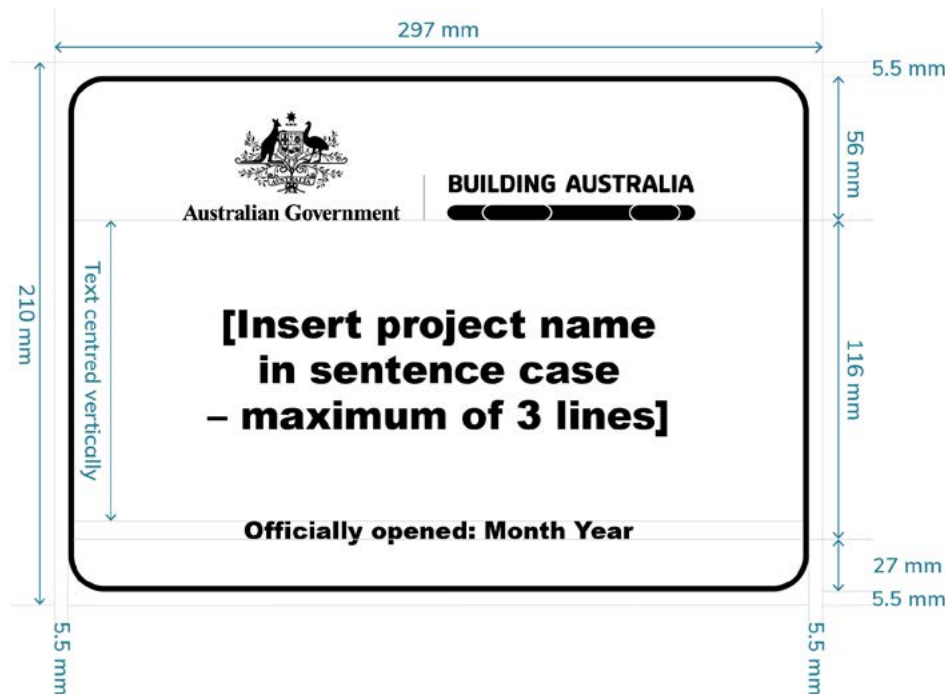 297 mm
5.5 mm
56 mm
AUSTRALIA
Australian Government
BUILDING AUSTRALIA
Text centred vertically
210 mm
[Insert project name
in sentence case
– maximum of 3 lines]
116 mm
Officially opened: Month Year
27 mm
5.5 mm
5.5 mm
5.5 mm